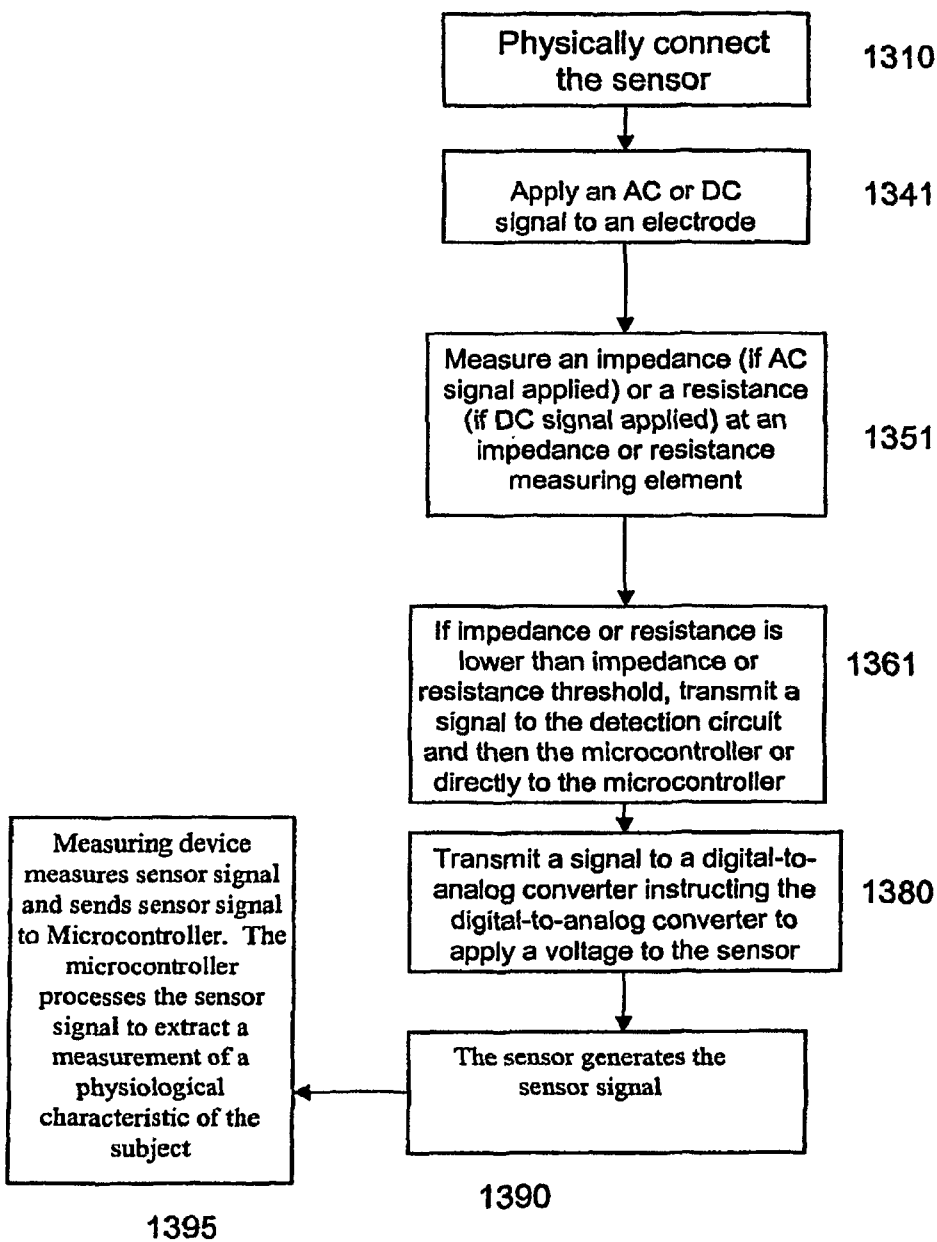 Physically connect
the sensor
1310
Apply an AC or DC
signal to an electrode
1341
Measure an impedance (if AC
signal applied) or a resistance
(if DC signal applied) at an
impedance or resistance
measuring element
1351
If impedance or resistance is
lower than impedance or
resistance threshold, transmit a
signal to the detection circuit
and then the microcontroller or
directly to the microcontroller
1361
Transmit a signal to a digital-to-
analog converter instructing the
digital-to-analog converter to
apply a voltage to the sensor
1380
The sensor generates the
sensor signal
1390
Measuring device
measures sensor signal
and sends sensor signal
to Microcontroller. The
microcontroller
processes the sensor
signal to extract a
measurement of a
physiological
characteristic of the
subject
1395